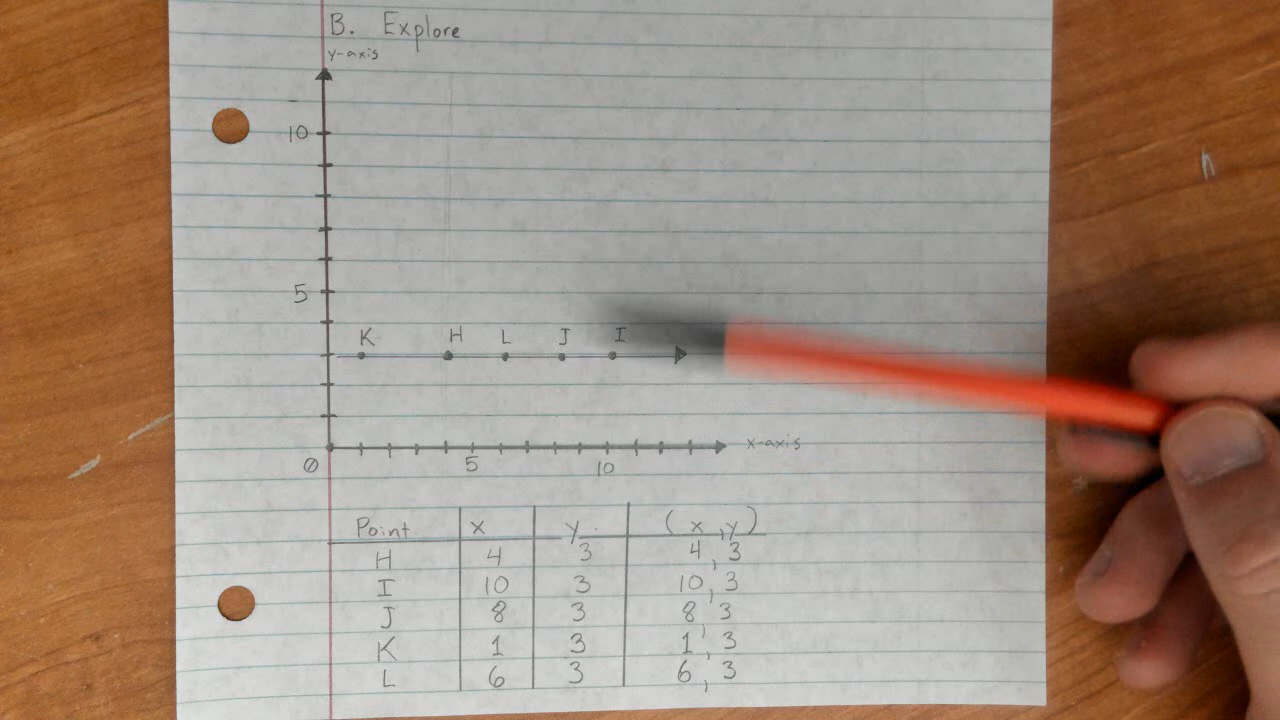 B. Explore
y-axis
10
5
K H L J I
x-axis
0 5 10
Point x y (x,y)
H 4 3 4,3
I 10 3 10,3
J 8 3 8,3
K 1 3 1,3
L 6 3 6,3